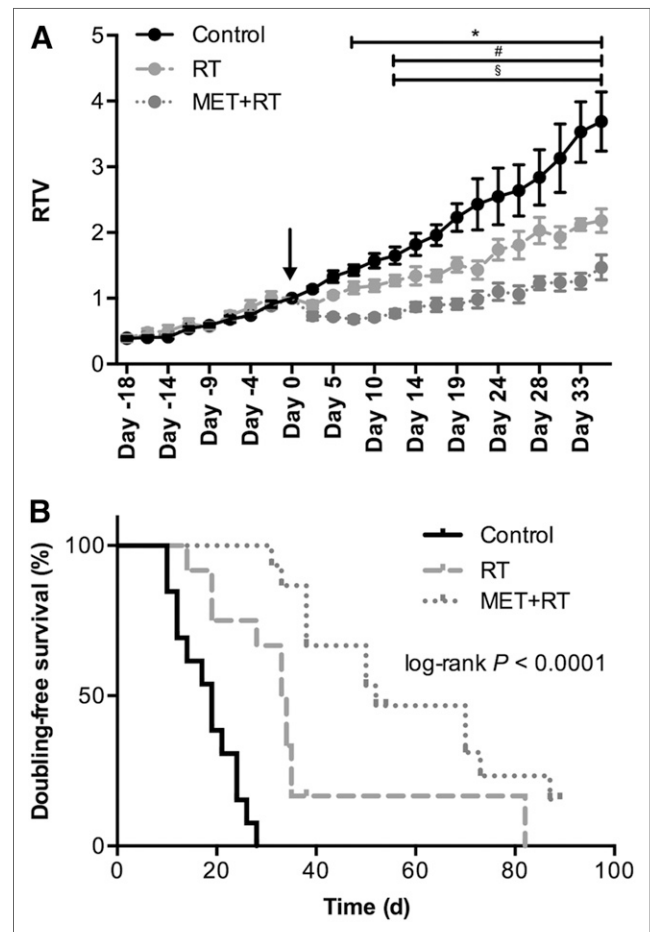 A
Control
RT
MET+RT
*
#
§
RTV
5
4
3
2
1
0
Day -18
Day -14
Day -9
Day -4
Day 0
Day 5
Day 10
Day 14
Day 19
Day 24
Day 28
Day 33
B
Control
RT
MET+RT
log-rank P < 0.0001
Doubling-free survival (%)
100
50
0
0 20 40 60 80 100
Time (d)